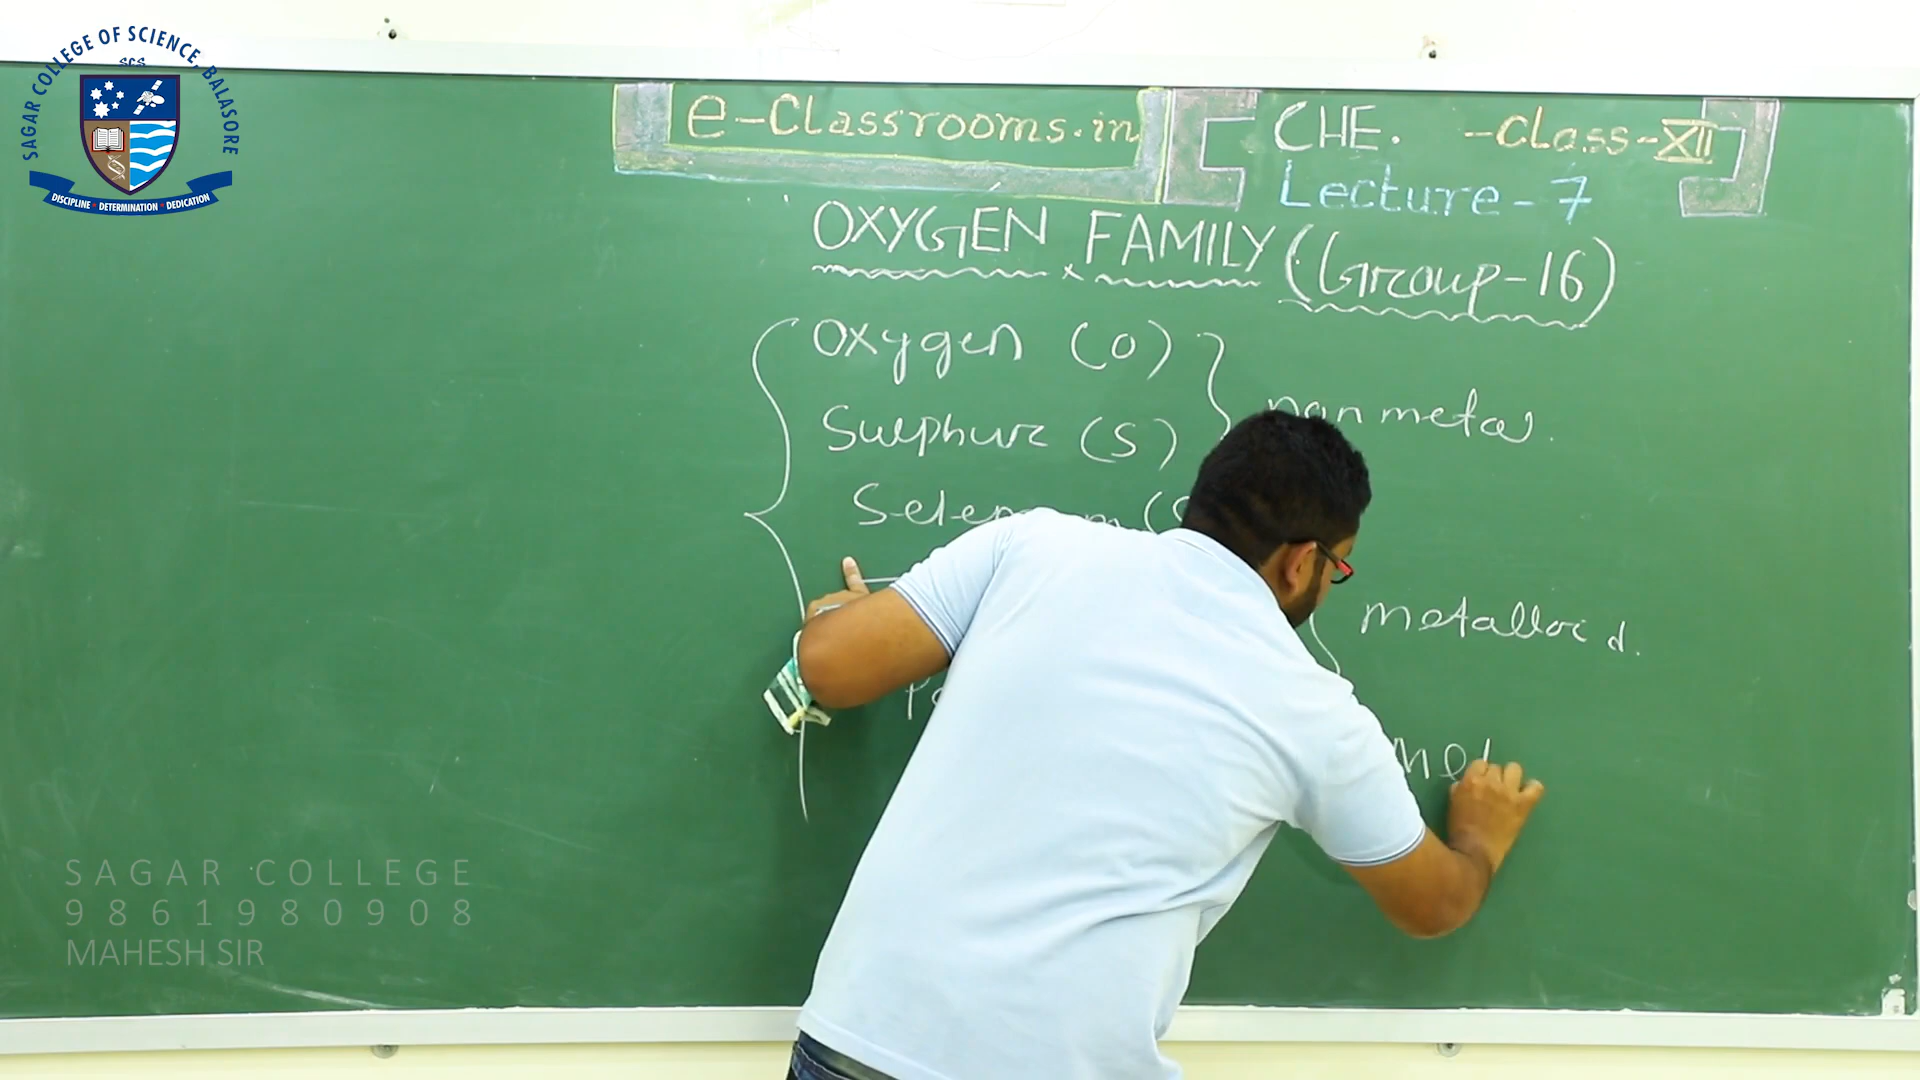 SAGAR COLLEGE OF SCIENCE, BALASORE
SCS
DISCIPLINE • DETERMINATION • DEDICATION
e-Classrooms.in
CHE. -Class-XII
Lecture-7
OXYGEN FAMILY (Group-16)
Oxygen (O)
Sulphur (S)
non metal.
metalloid.
SAGAR COLLEGE
9861980908
MAHESH SIR